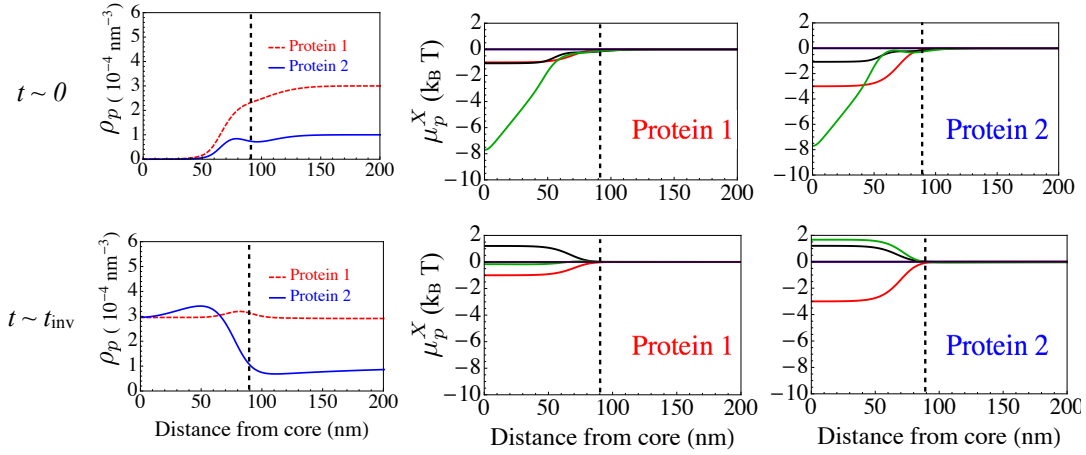 t ~ 0
ρp ( 10⁻⁴ nm⁻³)
6
5
4
3
2
1
0
0 50 100 150 200
Protein 1
Protein 2
μpX (kB T)
2
0
−2
−4
−6
−8
−10
0 50 100 150 200
Protein 1
2
0
−2
−4
−6
−8
−10
0 50 100 150 200
Protein 2
t ~ tinv
ρp ( 10⁻⁴ nm⁻³)
6
5
4
3
2
1
0
0 50 100 150 200
Protein 1
Protein 2
Distance from core (nm)
μpX (kB T)
2
0
−2
−4
−6
−8
−10
0 50 100 150 200
Protein 1
Distance from core (nm)
2
0
−2
−4
−6
−8
−10
0 50 100 150 200
Protein 2
Distance from core (nm)